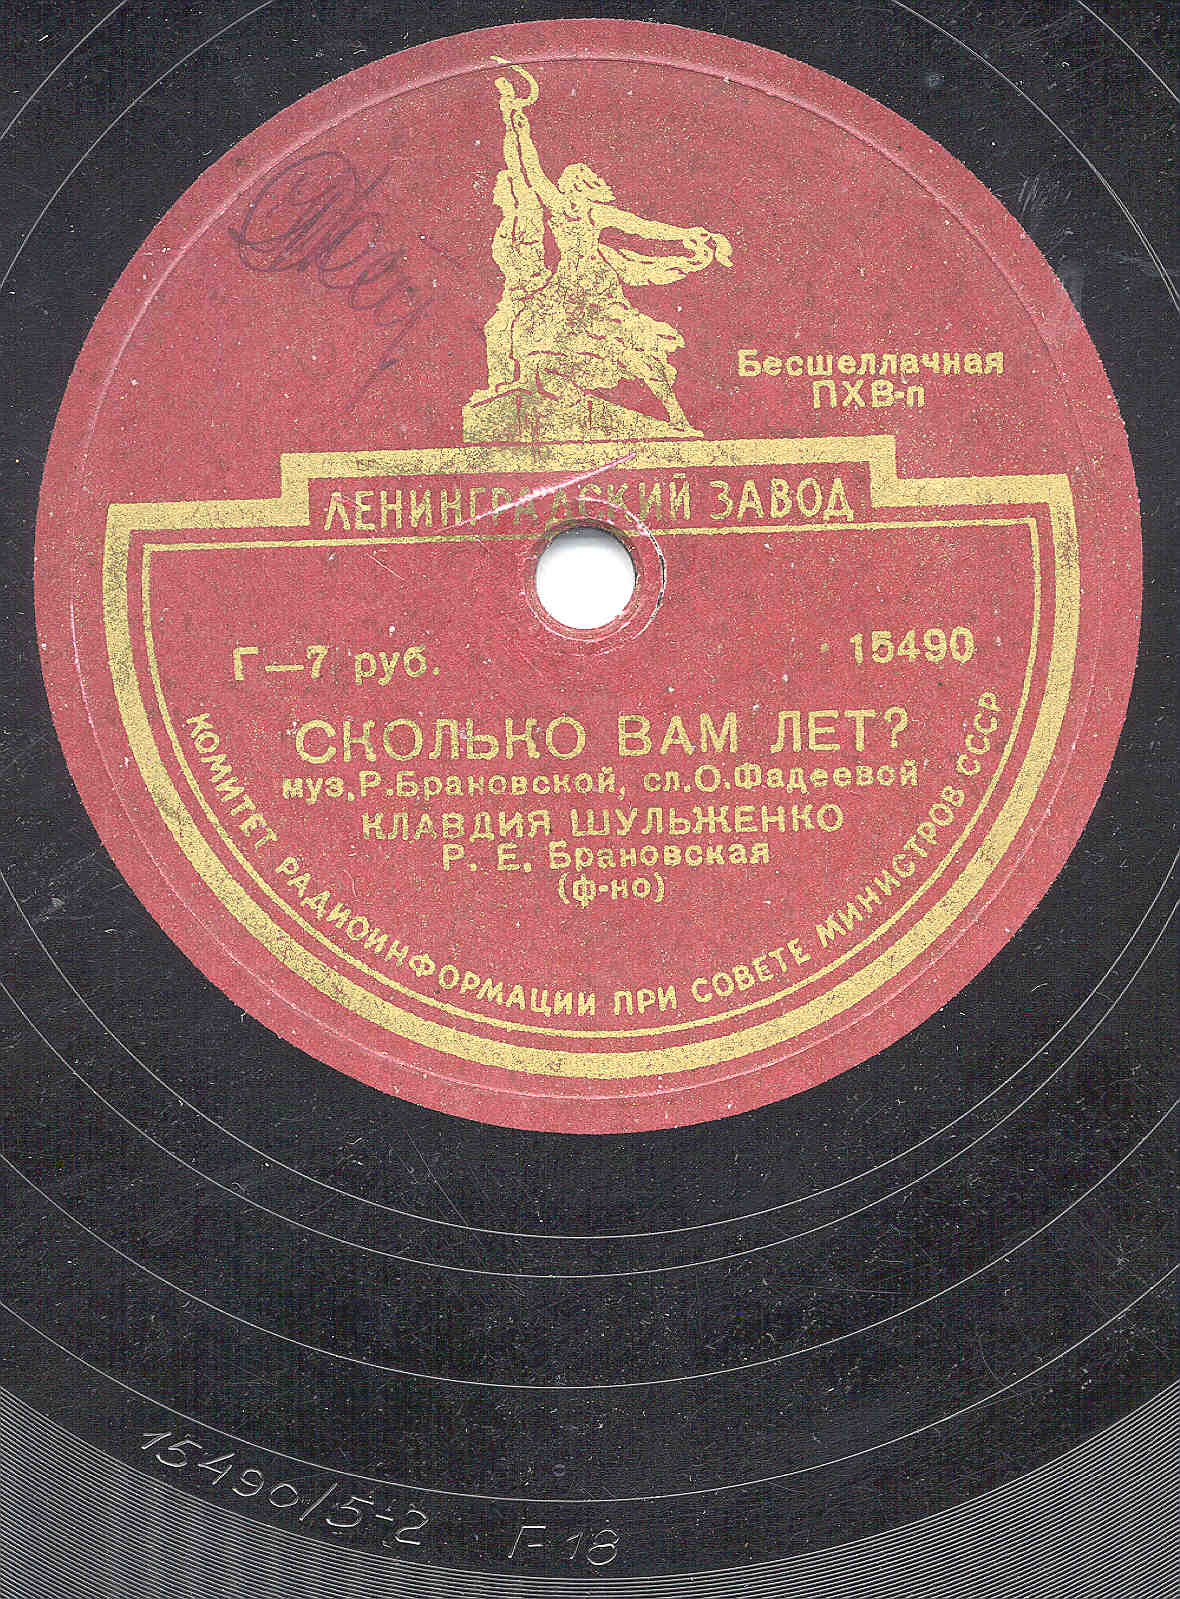 Бесшеллачная
ПХВ-п
ЛЕНИНГРАДСКИЙ ЗАВОД
Г—7 руб.
15490
СКОЛЬКО ВАМ ЛЕТ?
муз.Р.Брановской, сл.О.Фадеевой
КЛАВДИЯ ШУЛЬЖЕНКО
Р. Е. Брановская
(ф-но)
КОМИТЕТ РАДИОИНФОРМАЦИИ ПРИ СОВЕТЕ МИНИСТРОВ СССР
15490/5-2 Г-18